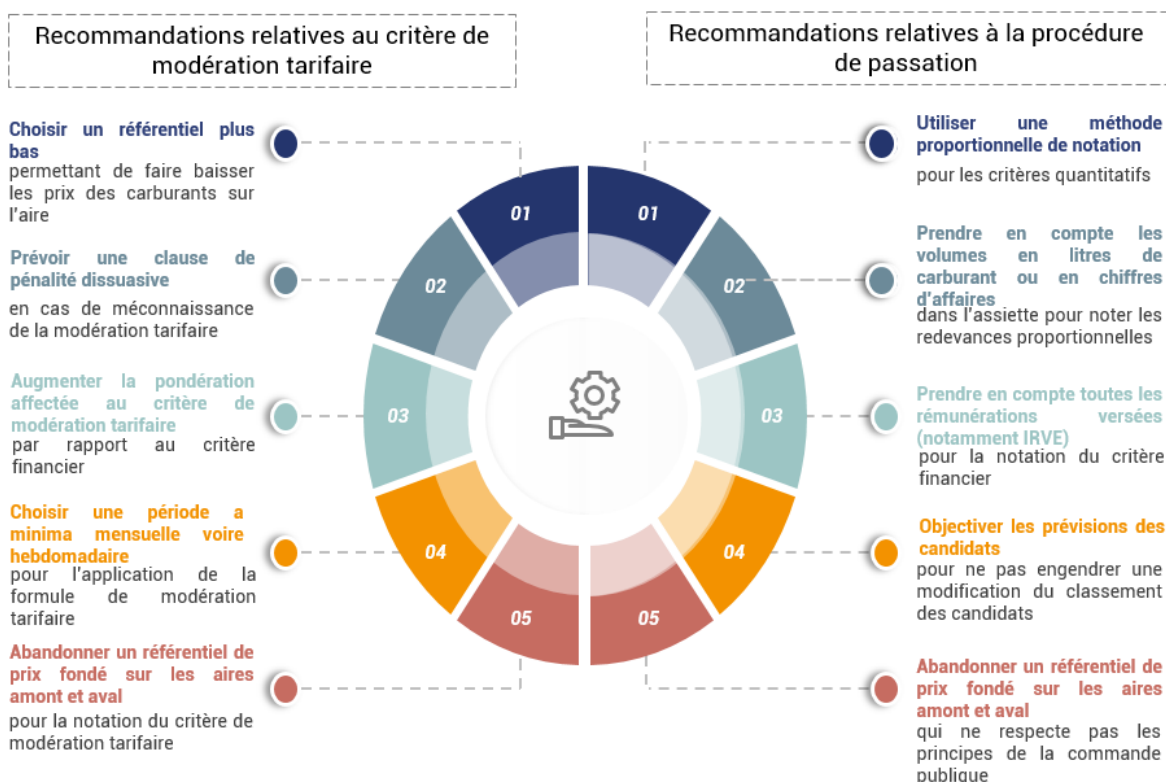 Recommandations relatives au critère de
modération tarifaire
Choisir un référentiel plus
bas
permettant de faire baisser
les prix des carburants sur
l'aire
Prévoir une clause de
pénalité dissuasive
en cas de méconnaissance
de la modération tarifaire
Augmenter la pondération
affectée au critère de
modération tarifaire
par rapport au critère
financier
Choisir une période a
minima mensuelle voire
hebdomadaire
pour l'application de la
formule de modération
tarifaire
Abandonner un référentiel de
prix fondé sur les aires
amont et aval
pour la notation du critère de
modération tarifaire
01
02
03
04
05
Recommandations relatives à la procédure
de passation
01
02
03
04
05
Utiliser une méthode
proportionnelle de notation
pour les critères quantitatifs
Prendre en compte les
volumes en litres de
carburant ou en chiffres
d'affaires
dans l'assiette pour noter les
redevances proportionnelles
Prendre en compte toutes les
rémunérations versées
(notamment IRVE)
pour la notation du critère
financier
Objectiver les prévisions des
candidats
pour ne pas engendrer une
modification du classement
des candidats
Abandonner un référentiel de
prix fondé sur les aires
amont et aval
qui ne respecte pas les
principes de la commande
publique